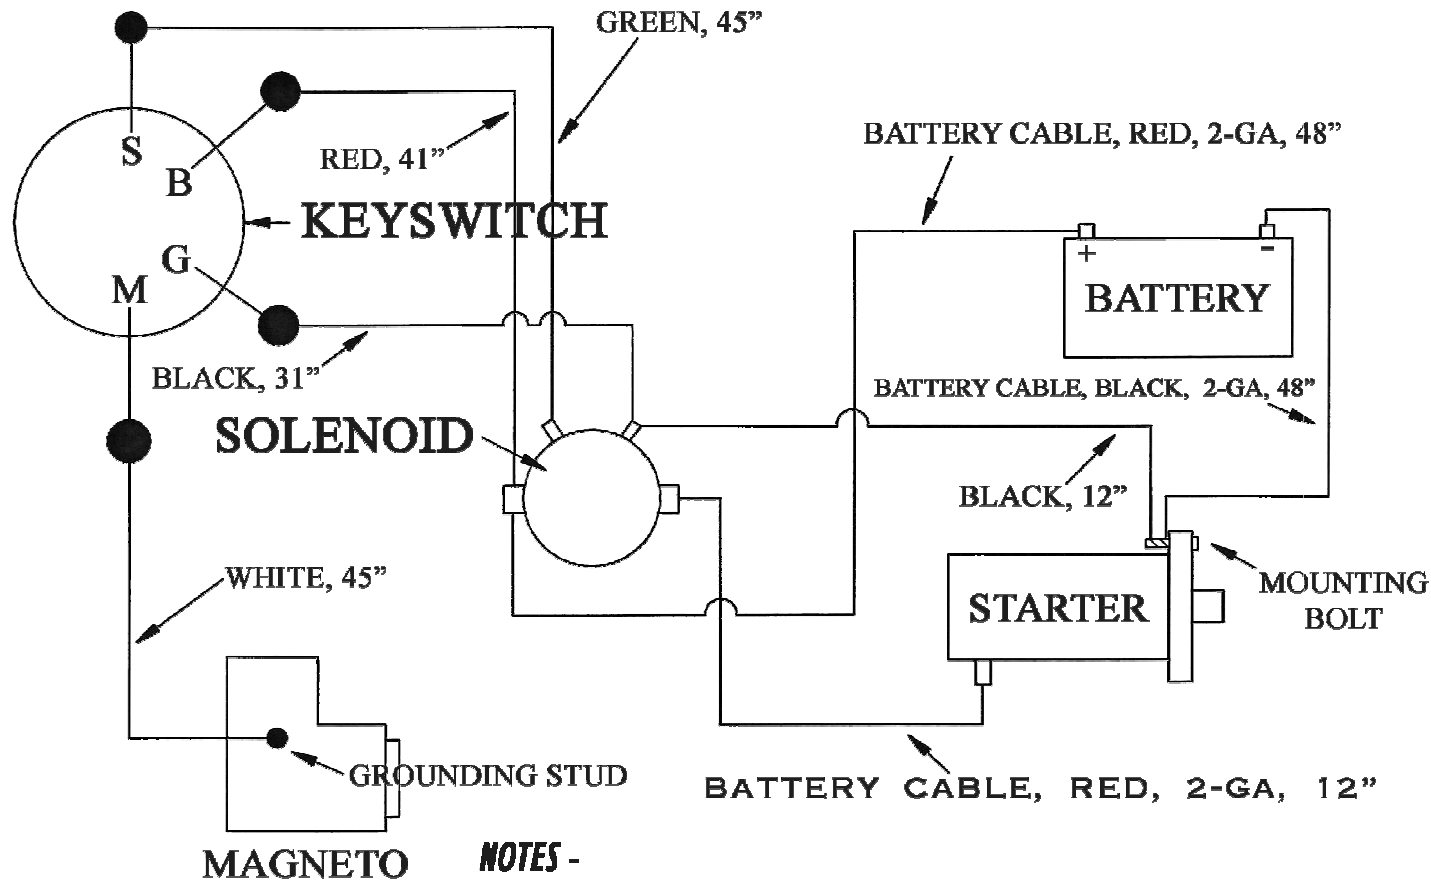 GREEN, 45”
S
B
RED, 41”
BATTERY CABLE, RED, 2-GA, 48”
KEYSWITCH
G
M
+
-
BATTERY
BLACK, 31”
BATTERY CABLE, BLACK, 2-GA, 48”
SOLENOID
BLACK, 12”
WHITE, 45”
STARTER
MOUNTING
BOLT
GROUNDING STUD
BATTERY CABLE, RED, 2-GA, 12”
MAGNETO
NOTES -